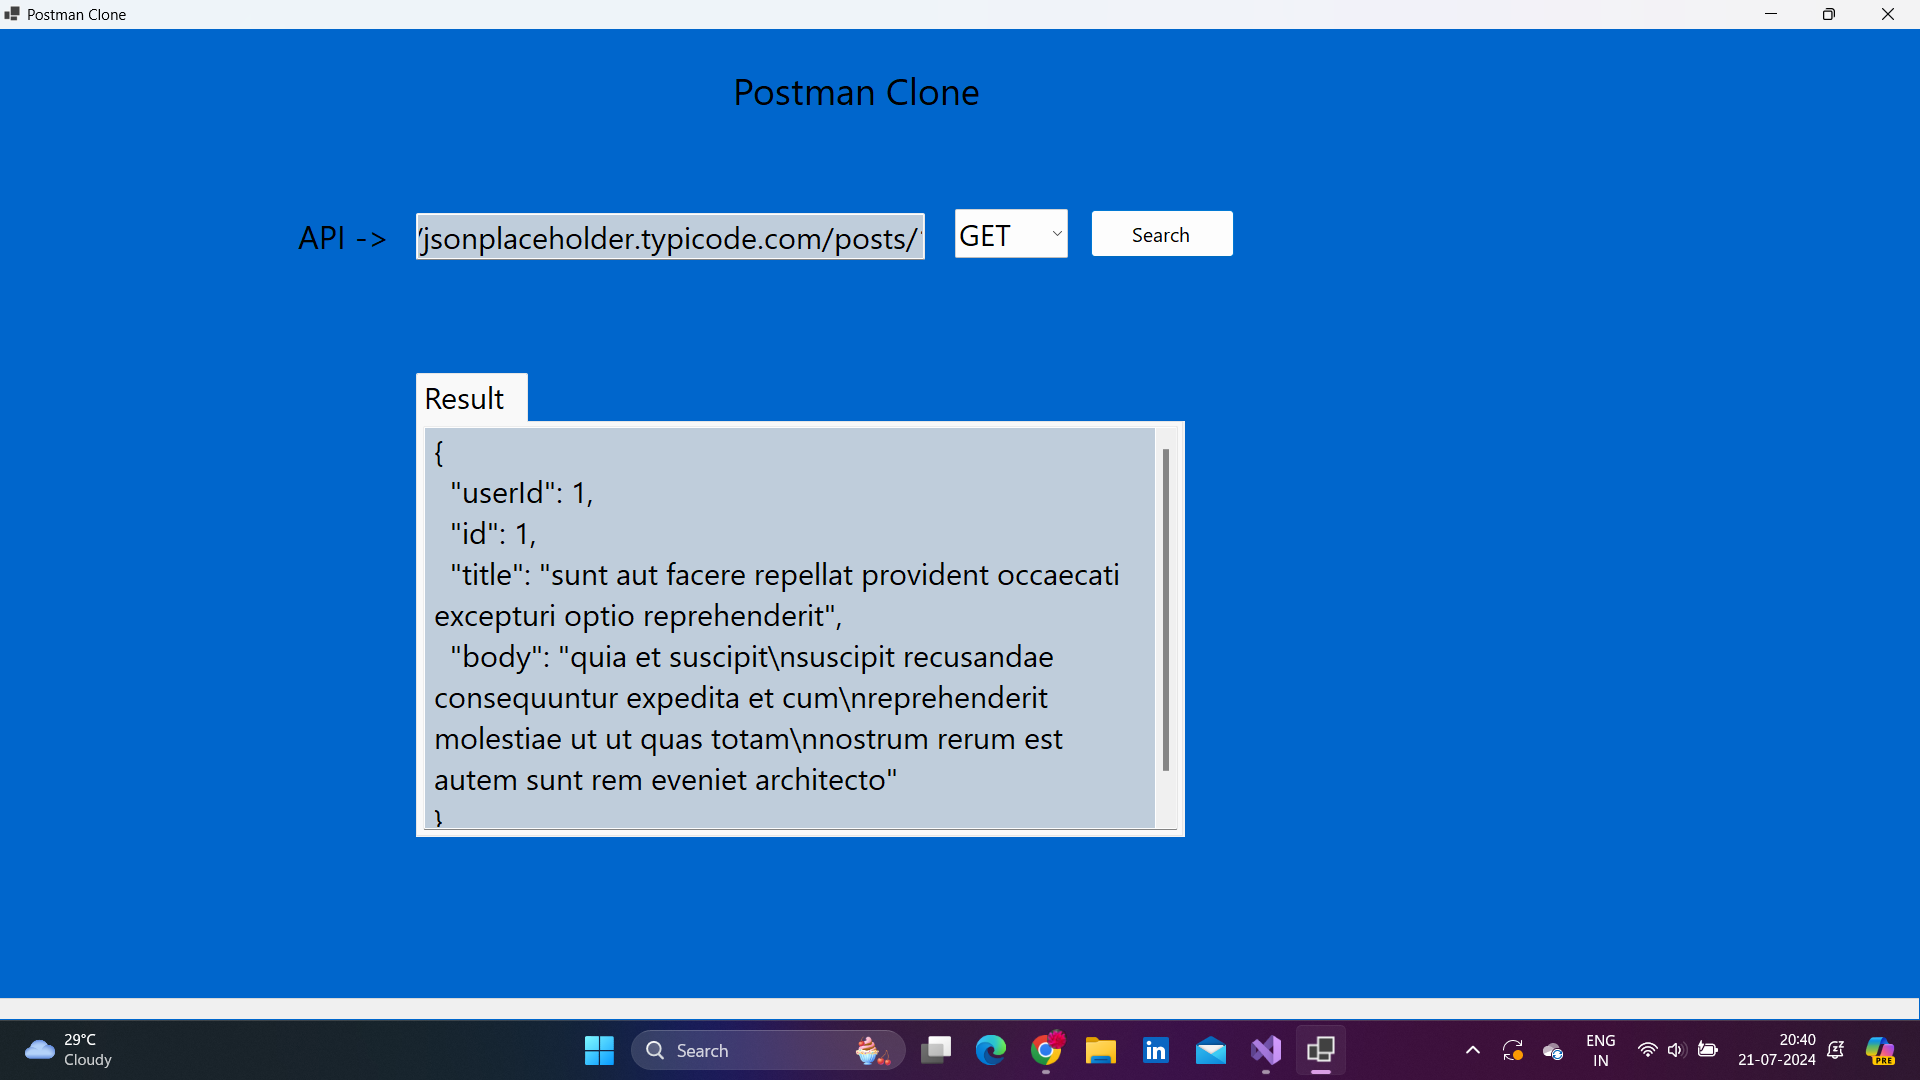 Postman Clone
Postman Clone
API ->
/jsonplaceholder.typicode.com/posts/
GET
Search
Result
{
"userId": 1,
"id": 1,
"title": "sunt aut facere repellat provident occaecati
excepturi optio reprehenderit",
"body": "quia et suscipit\nsuscipit recusandae
consequuntur expedita et cum\nreprehenderit
molestiae ut ut quas totam\nnostrum rerum est
autem sunt rem eveniet architecto"
}
29°C
Cloudy
Search
in
ENG
IN
20:40
21-07-2024
PRE